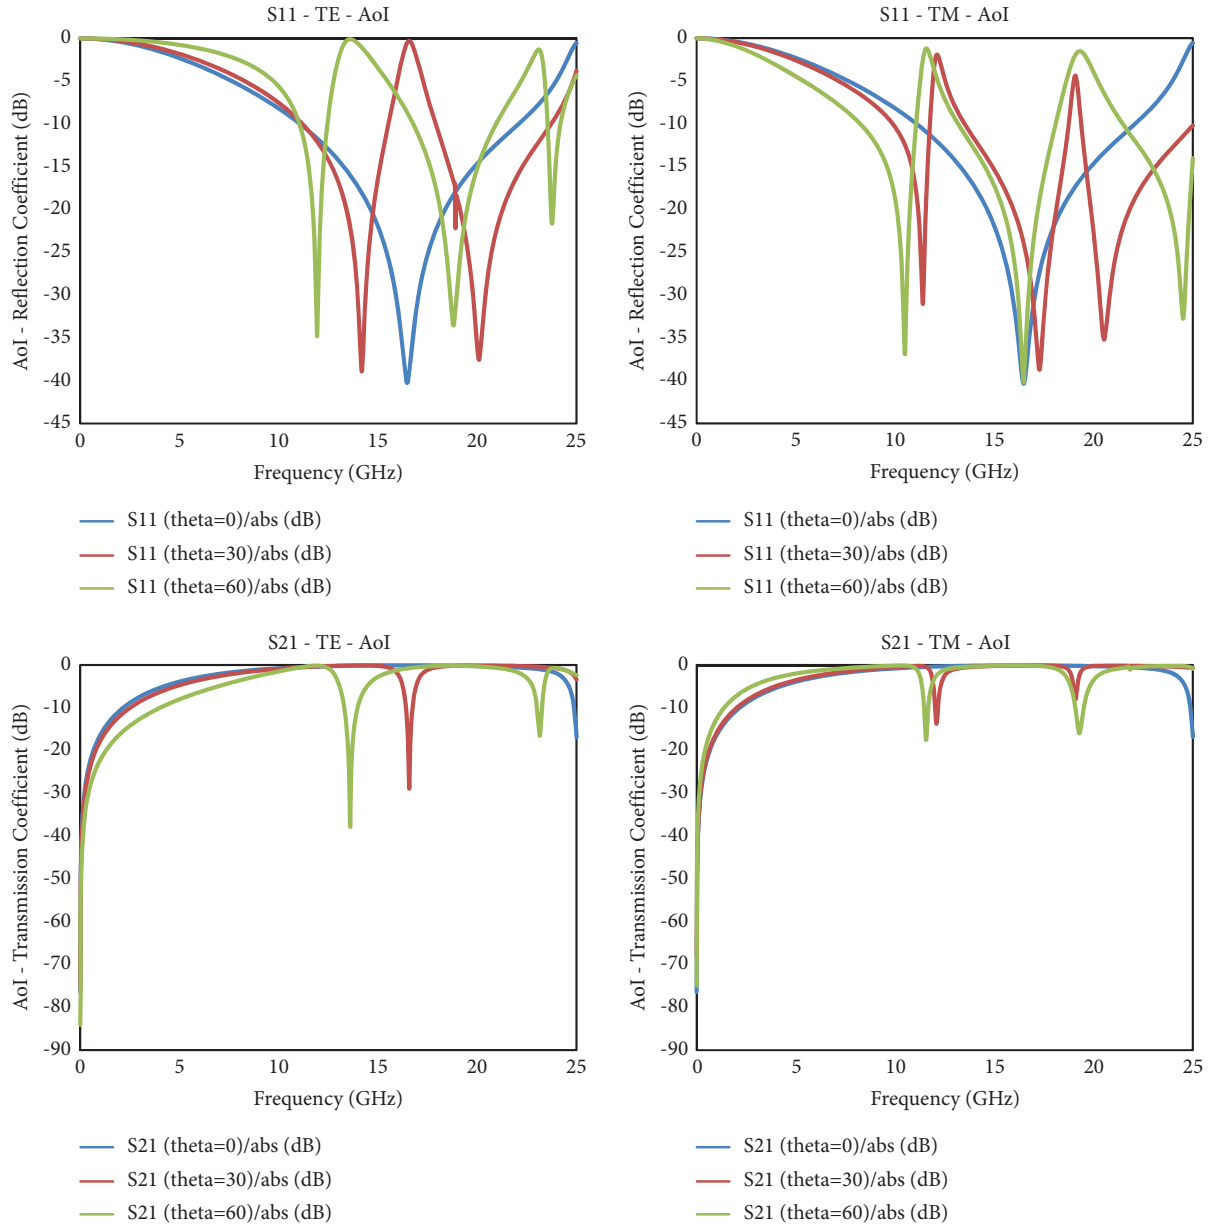 S11 - TE - AoI
0
-5
-10
-15
-20
-25
-30
-35
-40
-45
AoI - Reflection Coefficient (dB)
0 5 10 15 20 25
Frequency (GHz)
S11 (theta=0)/abs (dB)
S11 (theta=30)/abs (dB)
S11 (theta=60)/abs (dB)
S11 - TM - AoI
0
-5
-10
-15
-20
-25
-30
-35
-40
-45
AoI - Reflection Coefficient (dB)
0 5 10 15 20 25
Frequency (GHz)
S11 (theta=0)/abs (dB)
S11 (theta=30)/abs (dB)
S11 (theta=60)/abs (dB)
S21 - TE - AoI
0
-10
-20
-30
-40
-50
-60
-70
-80
-90
AoI - Transmission Coefficient (dB)
0 5 10 15 20 25
Frequency (GHz)
S21 (theta=0)/abs (dB)
S21 (theta=30)/abs (dB)
S21 (theta=60)/abs (dB)
S21 - TM - AoI
0
-10
-20
-30
-40
-50
-60
-70
-80
-90
AoI - Transmission Coefficient (dB)
0 5 10 15 20 25
Frequency (GHz)
S21 (theta=0)/abs (dB)
S21 (theta=30)/abs (dB)
S21 (theta=60)/abs (dB)